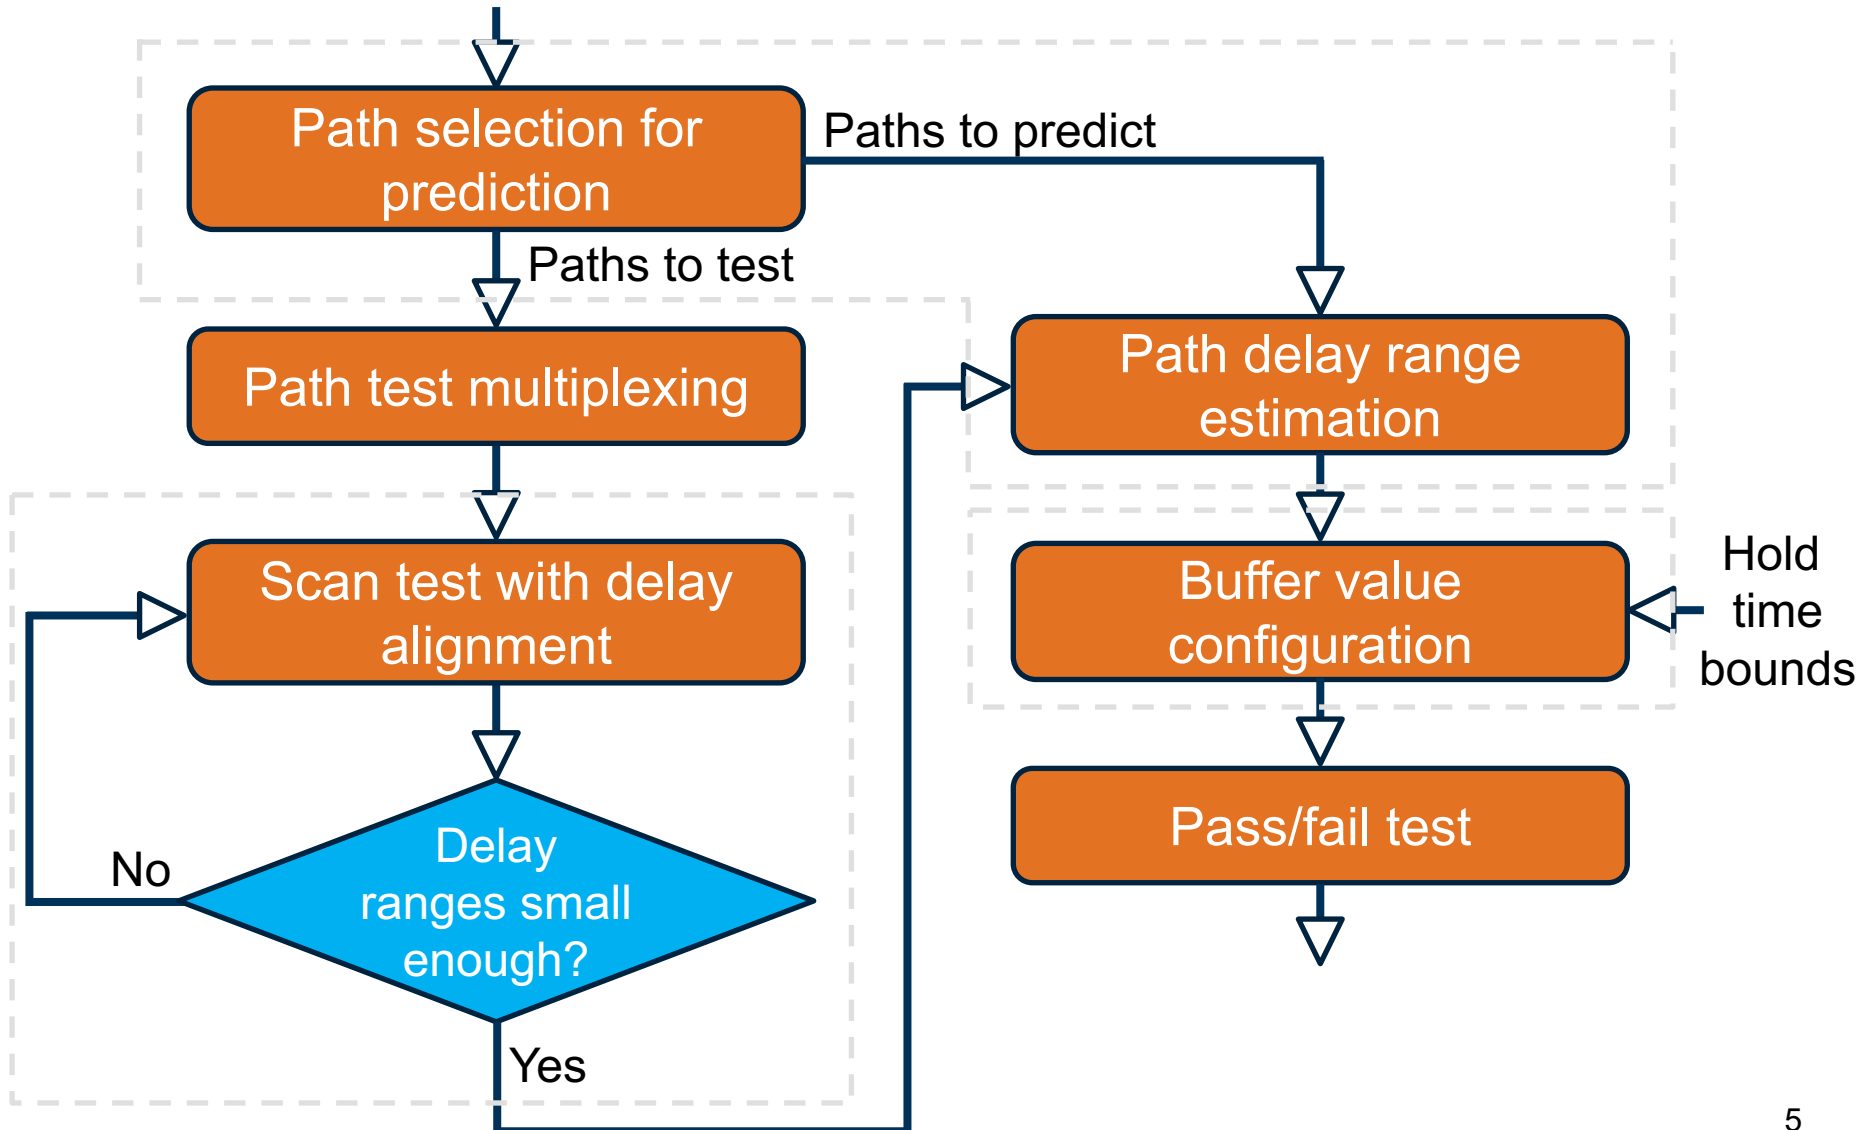 Path selection for
prediction
Paths to predict
Paths to test
Path test multiplexing
Scan test with delay
alignment
Delay
ranges small
enough?
No
Yes
Path delay range
estimation
Buffer value
configuration
Hold
time
bounds
Pass/fail test
5